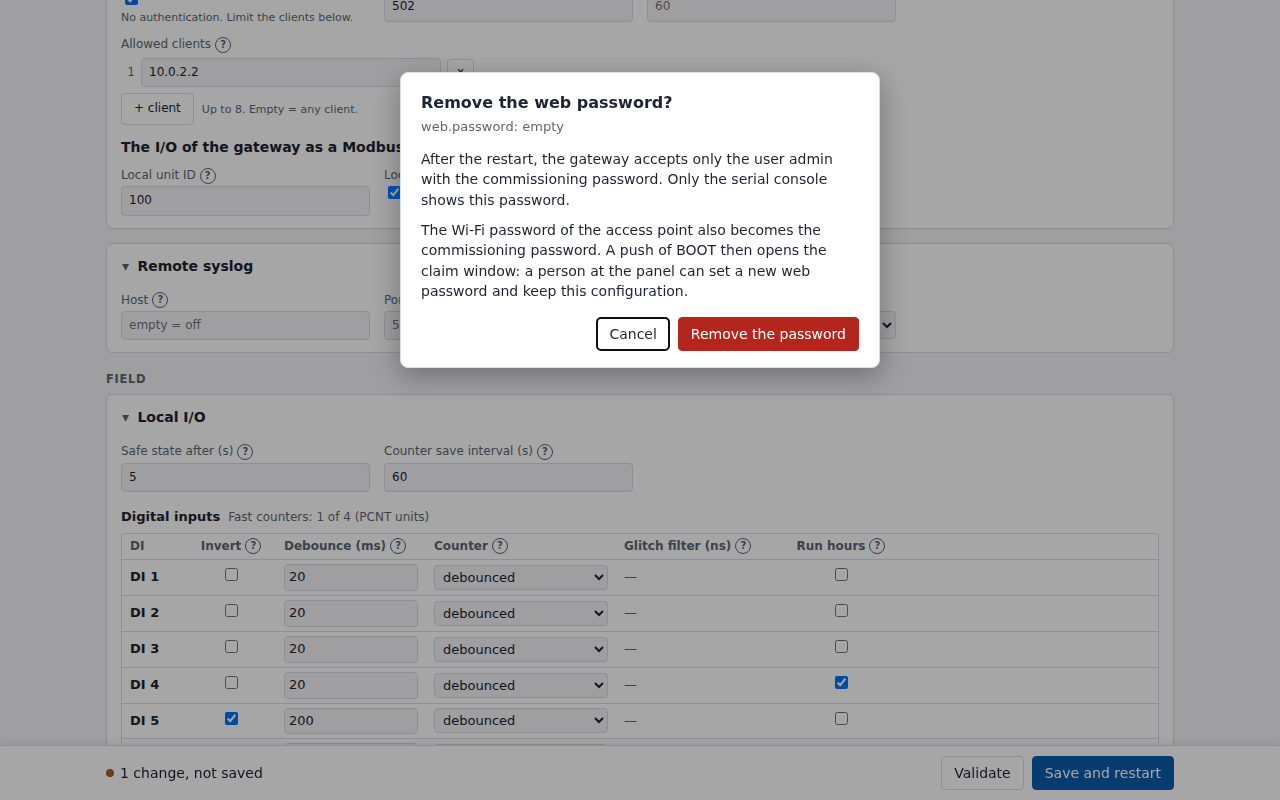 No authentication. Limit the clients below.
502
60
Allowed clients ?
1 10.0.2.2
+ client Up to 8. Empty = any client.
The I/O of the gateway as a Modbus
Local unit ID ?
100
Remove the web password?
web.password: empty
After the restart, the gateway accepts only the user admin
with the commissioning password. Only the serial console
shows this password.
The Wi-Fi password of the access point also becomes the
commissioning password. A push of BOOT then opens the
claim window: a person at the panel can set a new web
password and keep this configuration.
Cancel Remove the password
▾ Remote syslog
Host ?
empty = off
FIELD
▾ Local I/O
Safe state after (s) ? Counter save interval (s) ?
5 60
Digital inputs Fast counters: 1 of 4 (PCNT units)
DI Invert ? Debounce (ms) ? Counter ? Glitch filter (ns) ? Run hours ?
DI 1 20 debounced —
DI 2 20 debounced —
DI 3 20 debounced —
DI 4 20 debounced —
DI 5 200 debounced —
1 change, not saved Validate Save and restart